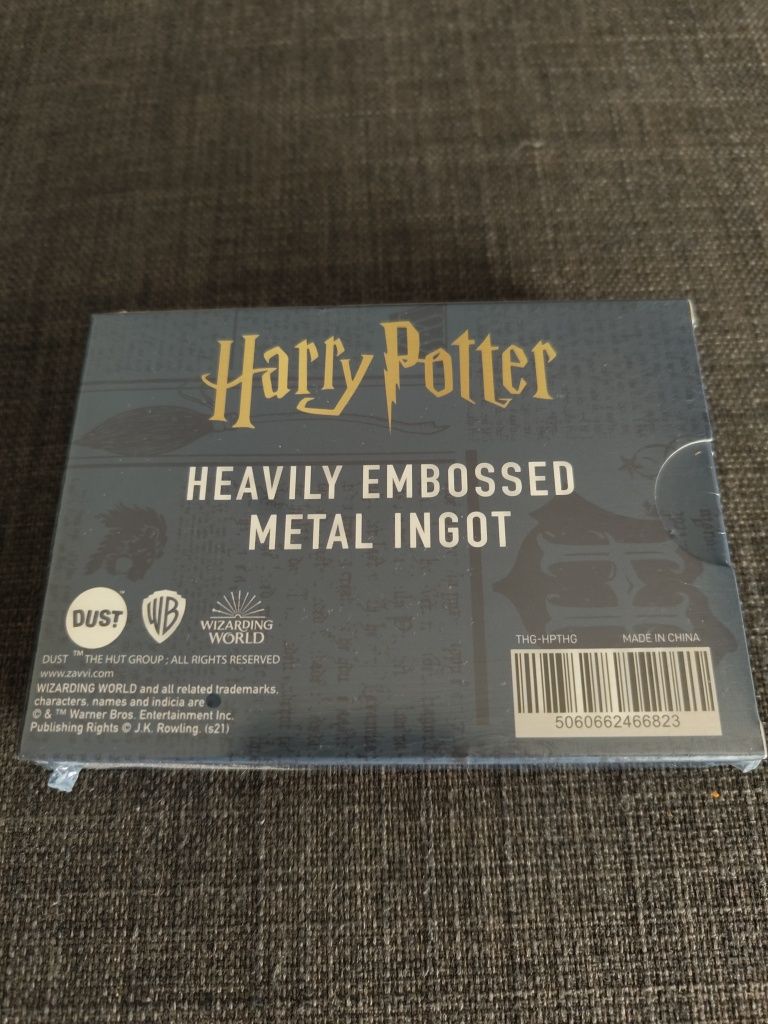 Harry Potter
HEAVILY EMBOSSED
METAL INGOT
DUST™
WB
WIZARDING
WORLD
DUST ™ THE HUT GROUP ; ALL RIGHTS RESERVED
www.zavvi.com
WIZARDING WORLD and all related trademarks,
characters, names and indicia are
© & ™ Warner Bros. Entertainment Inc.
Publishing Rights © J.K. Rowling. (s21)
THG-HPTHG MADE IN CHINA
5060662466823